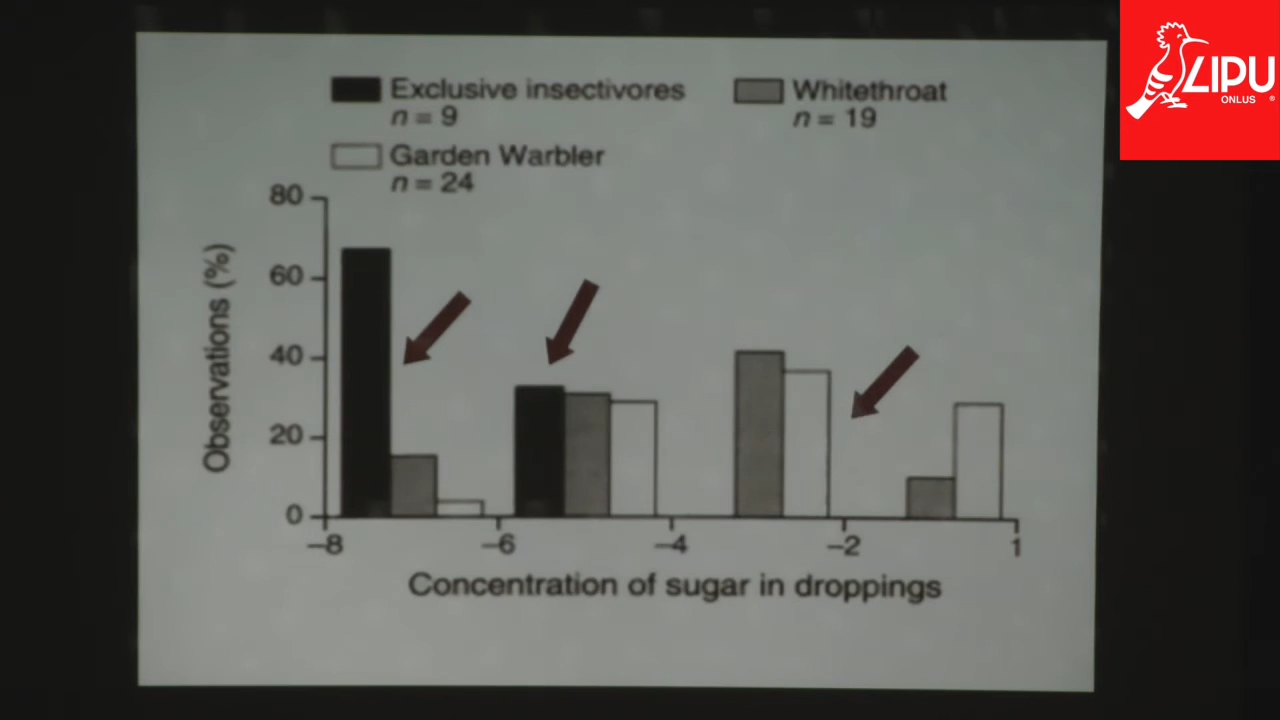 Exclusive insectivores
n = 9
Whitethroat
n = 19
Garden Warbler
n = 24
80
60
40
20
0
Observations (%)
–8
–6
–4
–2
1
Concentration of sugar in droppings
LIPU
ONLUS ®